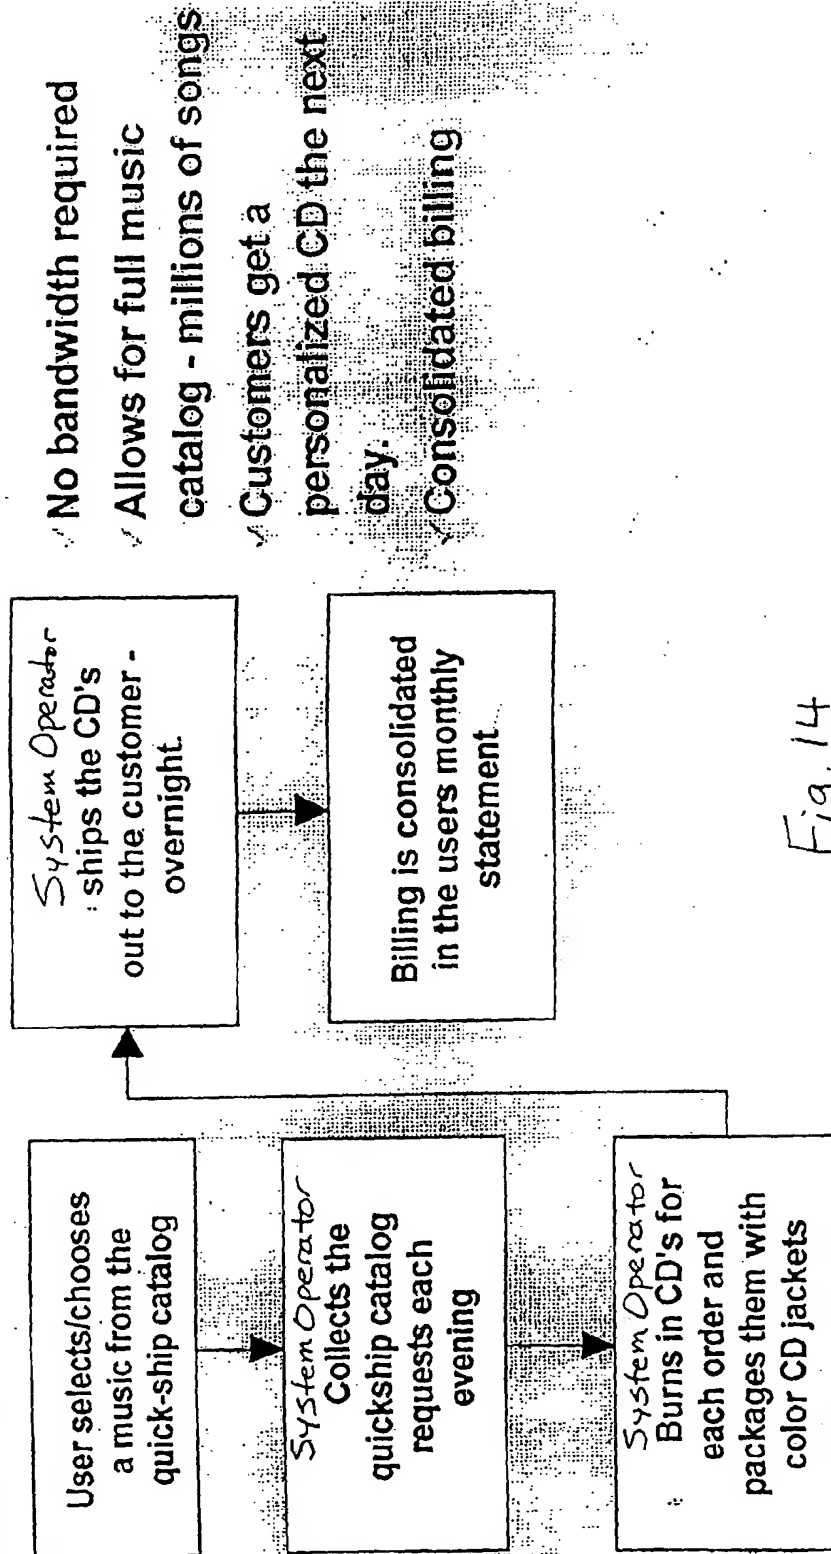 User selects/chooses
a music from the
quick-ship catalog
System Operator
Collects the
quickship catalog
requests each
evening
System Operator
Burns in CD's for
each order and
packages them with
color CD jackets
System Operator
ships the CD's
out to the customer -
overnight.
Billing is consolidated
in the users monthly
statement
✓ No bandwidth required
✓ Allows for full music
catalog - millions of songs
✓ Customers get a
personalized CD the next
day.
✓ Consolidated billing
Fig. 14